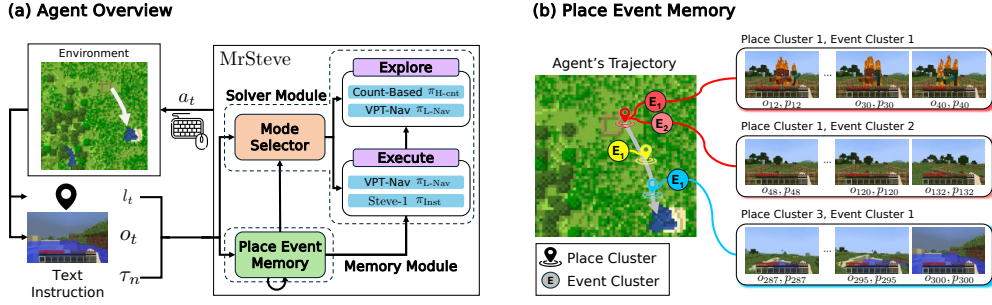 (a) Agent Overview
Environment
a_t
l_t
o_t
τ_n
Text
Instruction
MrSteve
Solver Module
Mode
Selector
Place Event
Memory
Memory Module
Explore
Count-Based π_H-cnt
VPT-Nav π_L-Nav
Execute
VPT-Nav π_L-Nav
Steve-1 π_Inst
(b) Place Event Memory
Agent's Trajectory
E₁
E₂
E₁
E₁
Place Cluster
E Event Cluster
Place Cluster 1, Event Cluster 1
...
o_12, p_12
o_30, p_30
o_40, p_40
Place Cluster 1, Event Cluster 2
...
o_48, p_48
o_120, p_120
o_132, p_132
Place Cluster 3, Event Cluster 1
...
o_287, p_287
o_295, p_295
o_300, p_300